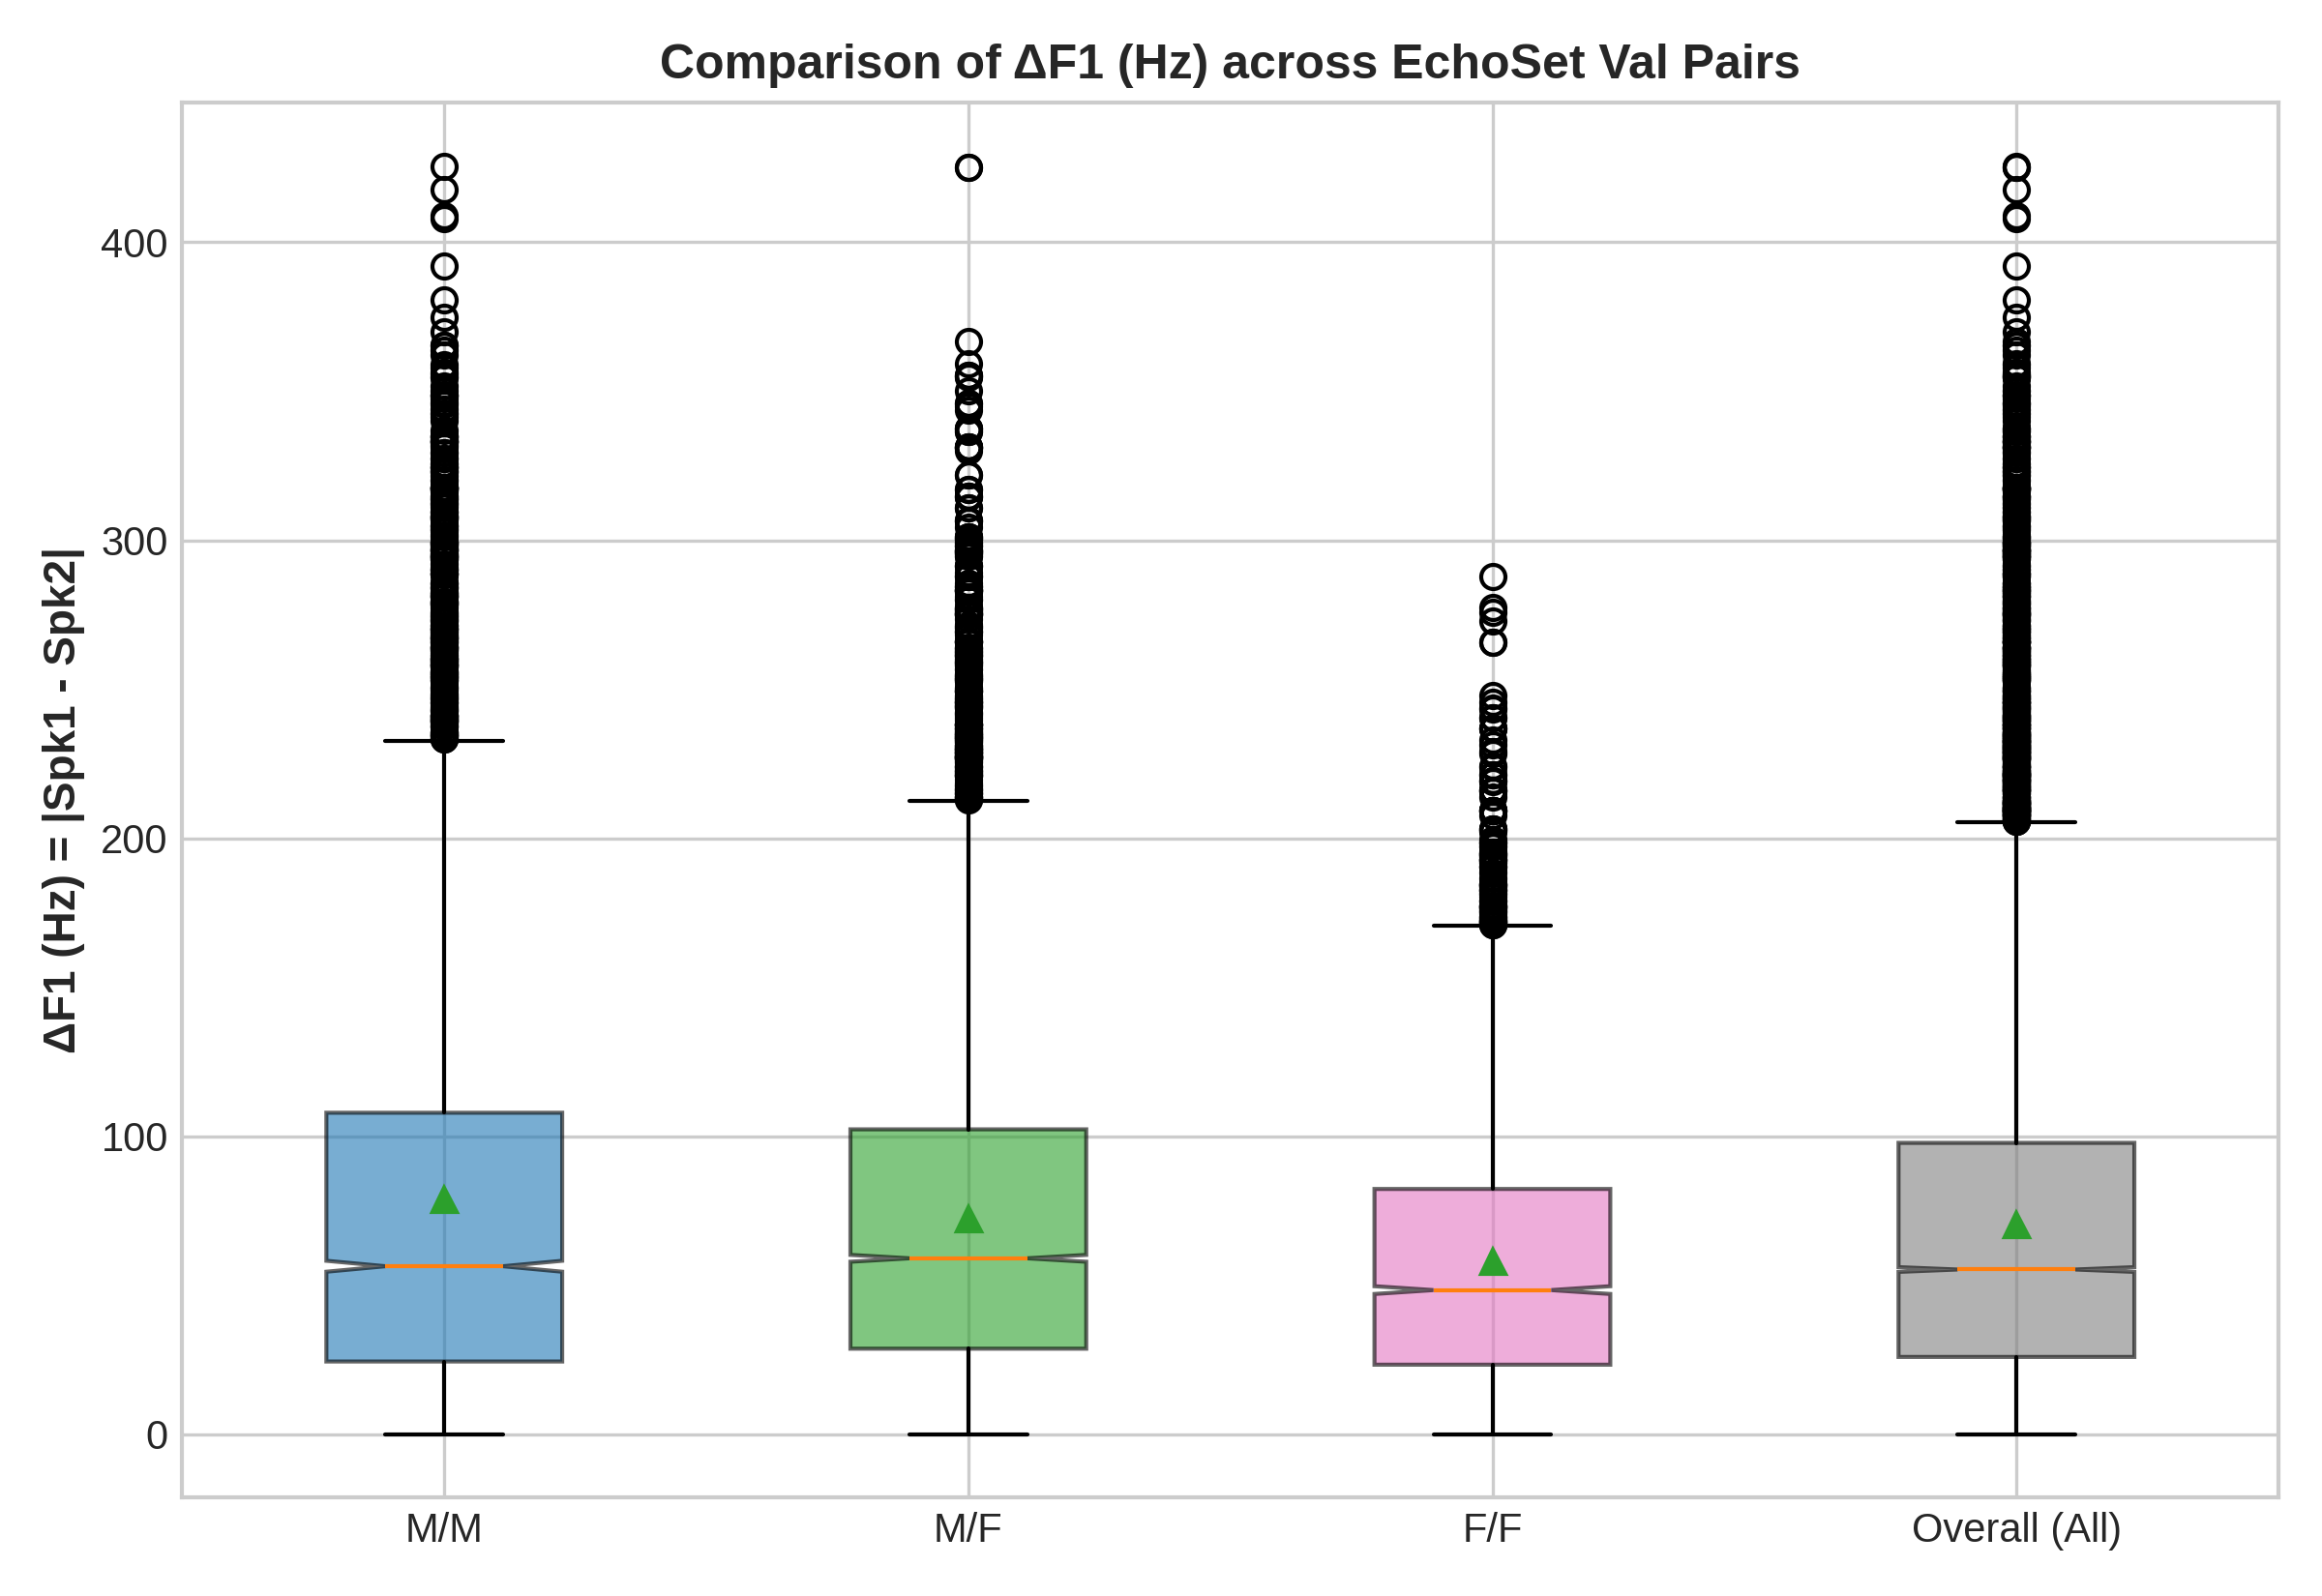 Comparison of ΔF1 (Hz) across EchoSet Val Pairs
ΔF1 (Hz) = |Spk1 - Spk2|
400
300
200
100
0
M/M
M/F
F/F
Overall (All)